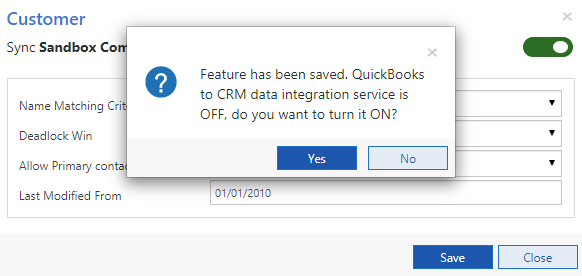 Customer
Sync Sandbox Com
Feature has been saved. QuickBooks
to CRM data integration service is
OFF, do you want to turn it ON?
Yes No
Name Matching Crite
Deadlock Win
Allow Primary contac
Last Modified From 01/01/2010
Save Close